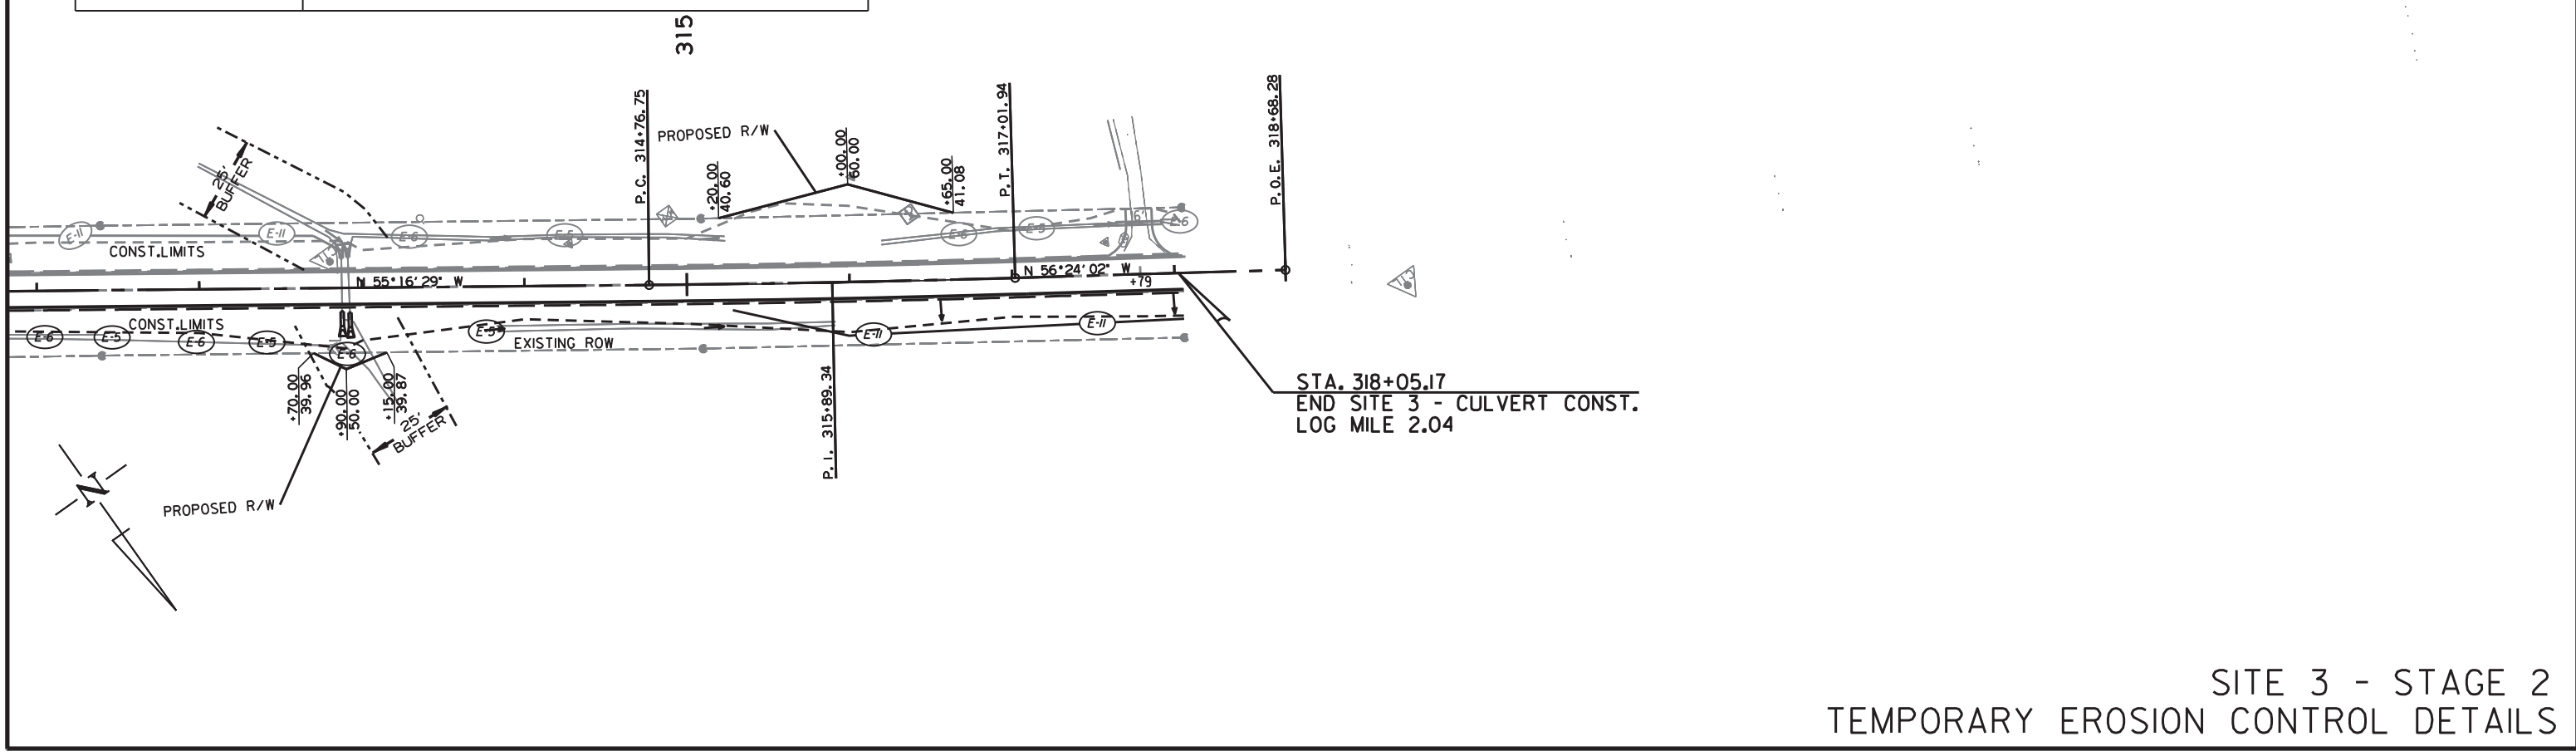 315
P.C. 314+76.75
PROPOSED R/W
+20.00
40.60
+00.00
60.00
+65.00
41.08
P.T. 317+01.94
P.O.E. 318+68.28
25'
BUFFER
E-11
E-11
E-6
E-5
E-6
E-5
6'
E-6
CONST.LIMITS
N 55°16'29" W
N 56°24'02" W
+79
CONST.LIMITS
E-6
E-5
E-6
E-5
E-6
E-5
EXISTING ROW
E-11
E-11
+70.00
39.96
+90.00
50.00
+15.00
39.87
25'
BUFFER
P.I. 315+89.34
STA. 318+05.17
END SITE 3 - CULVERT CONST.
LOG MILE 2.04
N
PROPOSED R/W
SITE 3 - STAGE 2
TEMPORARY EROSION CONTROL DETAILS